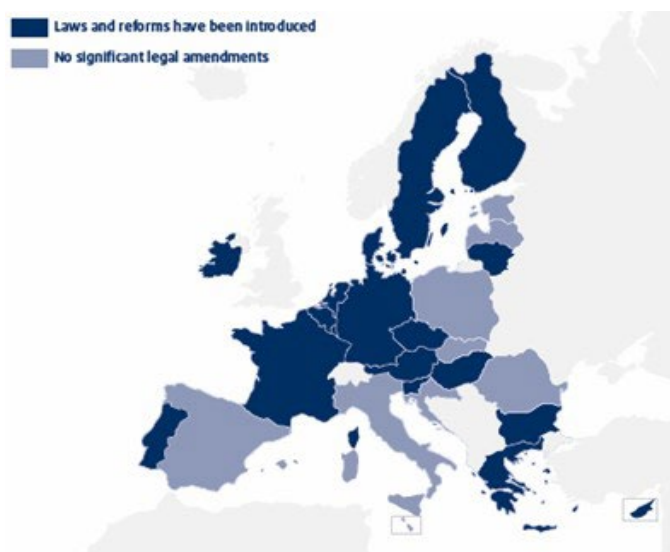 Laws and reforms have been introduced
No significant legal amendments